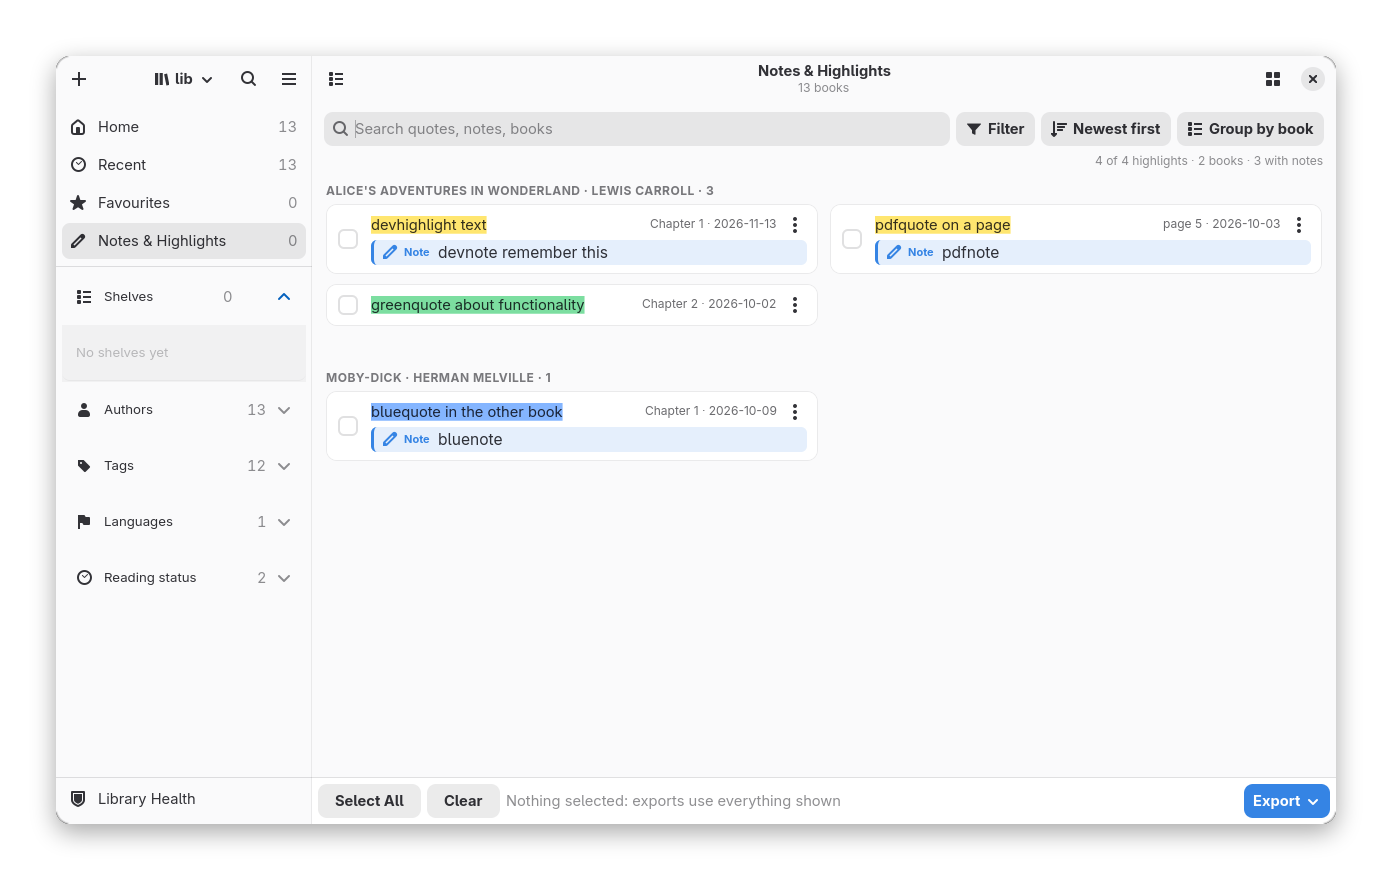 lib
Home 13
Recent 13
Favourites 0
Notes & Highlights 0
Shelves 0
No shelves yet
Authors 13
Tags 12
Languages 1
Reading status 2
Library Health
Notes & Highlights
13 books
Search quotes, notes, books
Filter
Newest first
Group by book
4 of 4 highlights · 2 books · 3 with notes
ALICE'S ADVENTURES IN WONDERLAND · LEWIS CARROLL · 3
devhighlight text Chapter 1 · 2026-11-13
Note devnote remember this
pdfquote on a page page 5 · 2026-10-03
Note pdfnote
greenquote about functionality Chapter 2 · 2026-10-02
MOBY-DICK · HERMAN MELVILLE · 1
bluequote in the other book Chapter 1 · 2026-10-09
Note bluenote
Select All
Clear
Nothing selected: exports use everything shown
Export